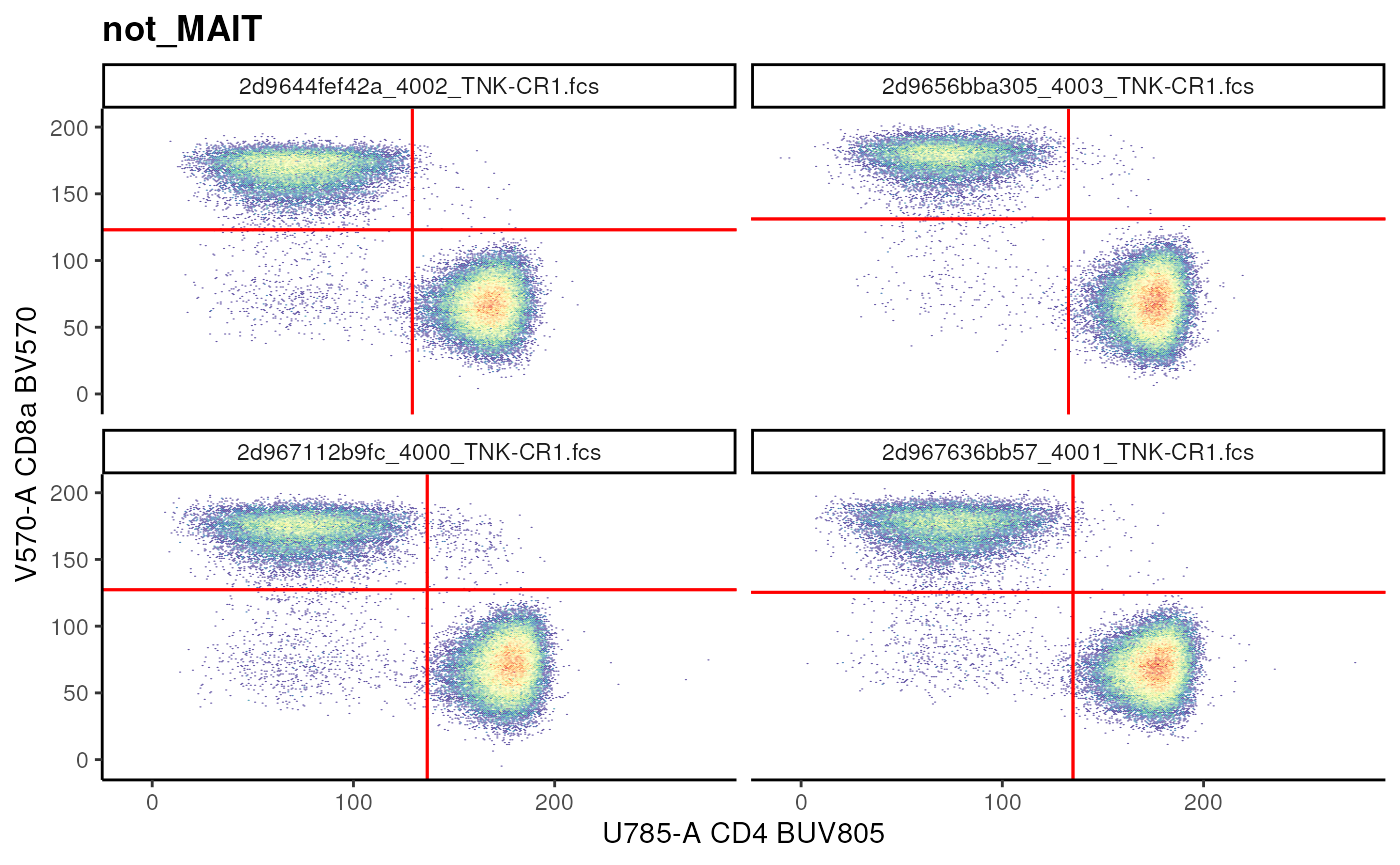 not_MAIT
2d9644fef42a_4002_TNK-CR1.fcs
2d9656bba305_4003_TNK-CR1.fcs
200
150
100
50
0
V570-A CD8a BV570
2d967112b9fc_4000_TNK-CR1.fcs
2d967636bb57_4001_TNK-CR1.fcs
200
150
100
50
0
0
100
200
0
100
200
U785-A CD4 BUV805